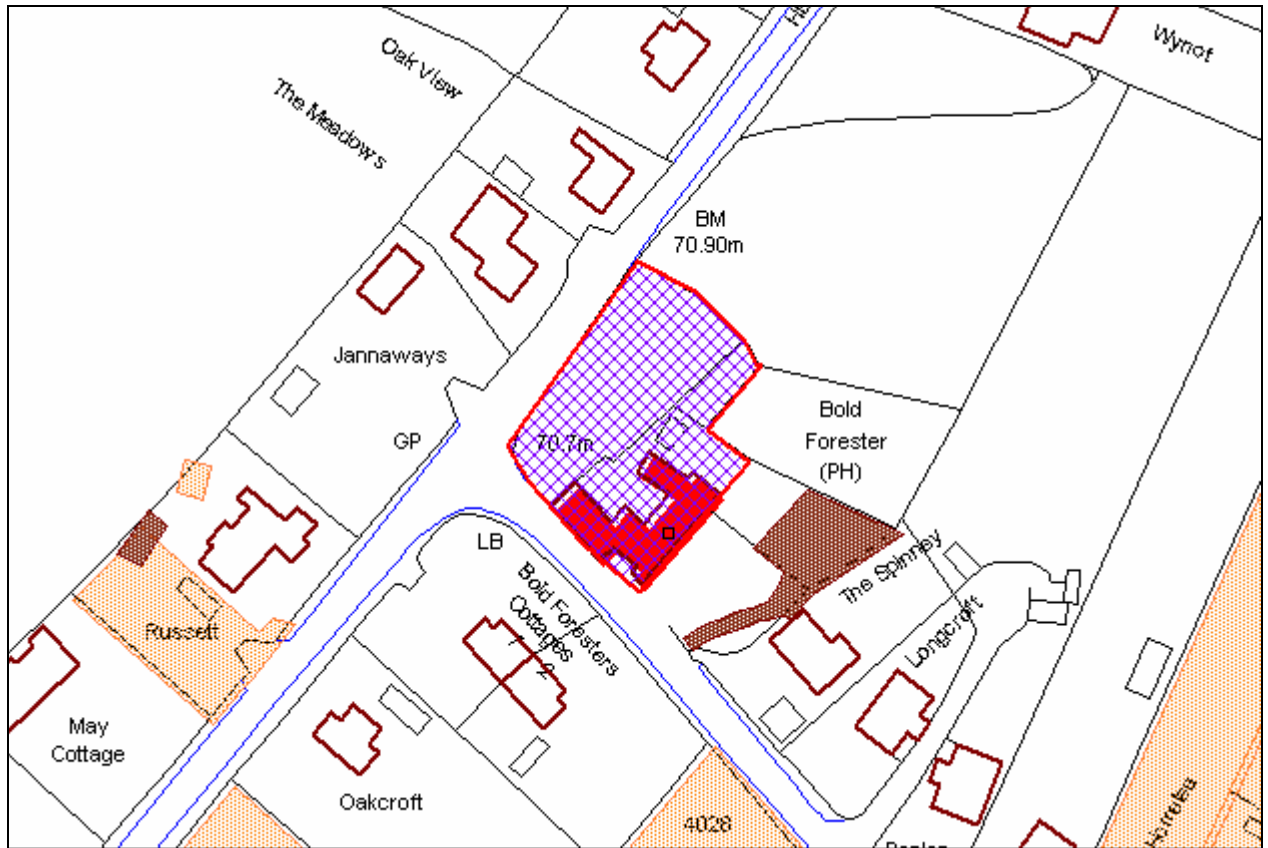 Wynot
Oak View
The Meadows
BM
70.90m
Jannaways
GP
70.7m
Bold
Forester
(PH)
LB
Bold Foresters
Cottages
1
2
The Spinney
Longcroft
Russett
May
Cottage
Oakcroft
4028